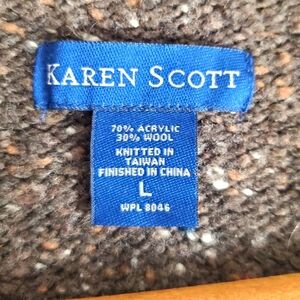 KAREN SCOTT
70% ACRYLIC
30% WOOL
KNITTED IN
TAIWAN
FINISHED IN CHINA
L
WPL 8046